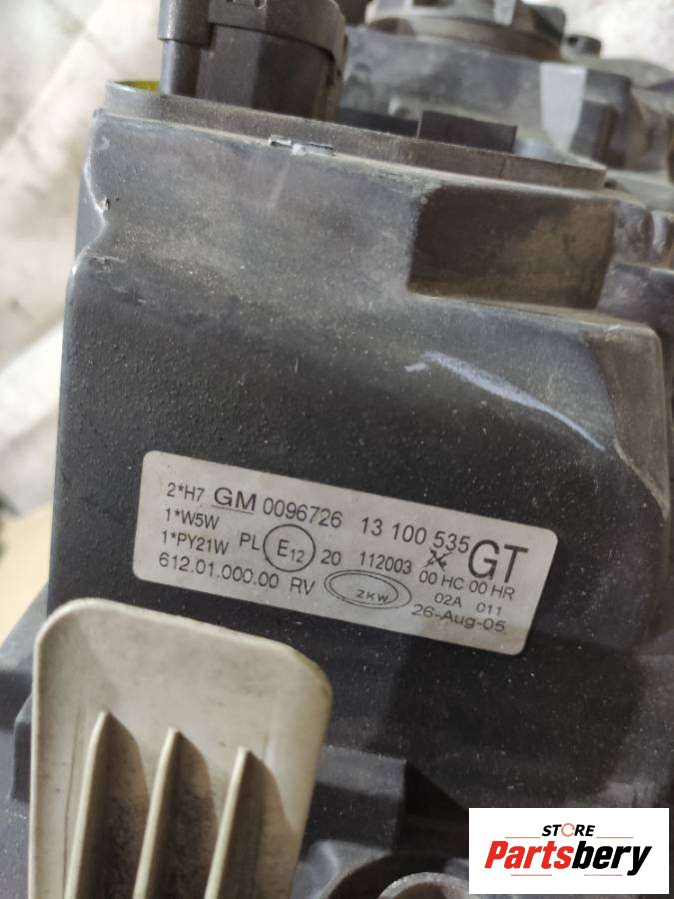 2*H7 GM 0096726 13 100 535 GT
1*W5W
1*PY21W PL E12 20 112003 00 HC 00 HR
612.01.000.00 RV ZKW 02A 011
26-Aug-05
STORE
Partsbery